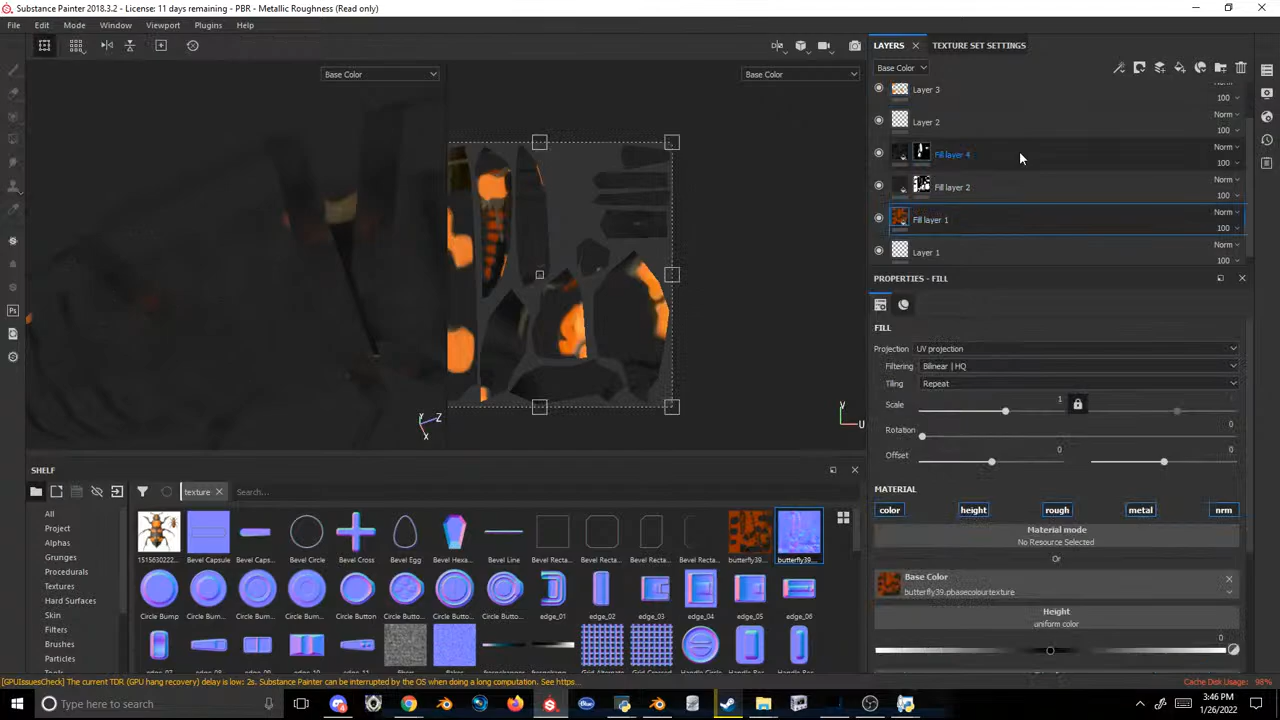 Substance Painter 2018.3.2 - License: 11 days remaining - PBR - Metallic Roughness (Read only)
File Edit Mode Window Viewport Plugins Help
LAYERS TEXTURE SET SETTINGS
Base Color Base Color Base Color
Layer 3 Norm 100
Layer 2 Norm 100
Fill layer 4 Norm 100
Fill layer 2 Norm 100
Fill layer 1 Norm 100
Layer 1 Norm 100
PROPERTIES - FILL
FILL
Projection UV projection
Filtering Bilinear | HQ
Tiling Repeat
Scale 1
Rotation 0
Offset 0 0
MATERIAL
color height rough metal nrm
Material mode
No Resource Selected
Or
Base Color
butterfly39.pbasecolourtexture
Height
uniform color
0
Y Z X
V U
Ps
SHELF
texture Search...
All
Project
Alphas
Grunges
Procedurals
Textures
Hard Surfaces
Skin
Filters
Brushes
Particles
1515630222... Bevel Capsule Bevel Caps... Bevel Circle Bevel Cross Bevel Egg Bevel Hexa... Bevel Line Bevel Recta... Bevel Recta... Bevel Recta... Bevel Recta... butterfly39... butterfly39...
Circle Bump Circle Bump Circle Bump Circle Bump Circle Button Circle Butto... Circle Butto... Circle Butto... edge_01 edge_02 edge_03 edge_04 edge_05 edge_06
[GPUIssuesCheck] The current TDR (GPU hang recovery) delay is low: 2s. Substance Painter can be interrupted by the OS when doing a long computation. See https...
Cache Disk Usage: 98%
Type here to search
3:46 PM
1/26/2022